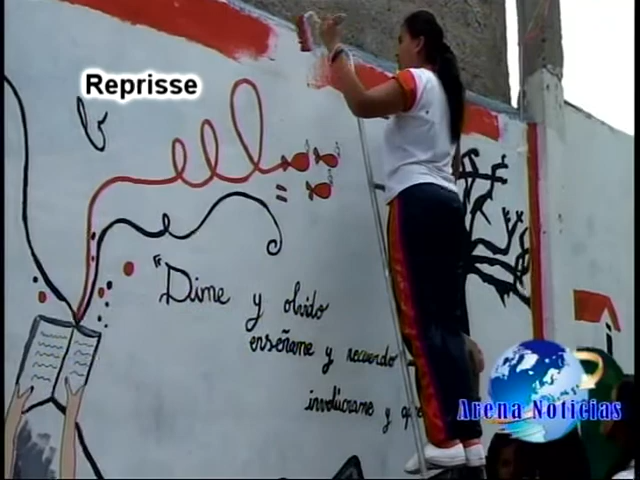 Reprisse
"Dime y olvido
enseñame y recuerdo
involúcrame y
Arena Noticias